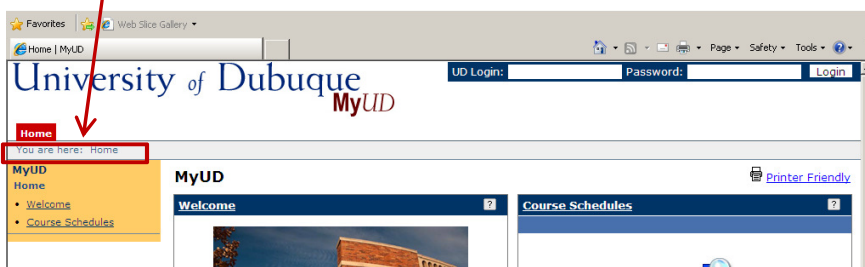 Favorites Web Slice Gallery
Home | MyUD Page Safety Tools
University of Dubuque
MyUD
UD Login: Password: Login
Home
You are here: Home
MyUD
Home
• Welcome
• Course Schedules
MyUD
Printer Friendly
Welcome ?
Course Schedules ?